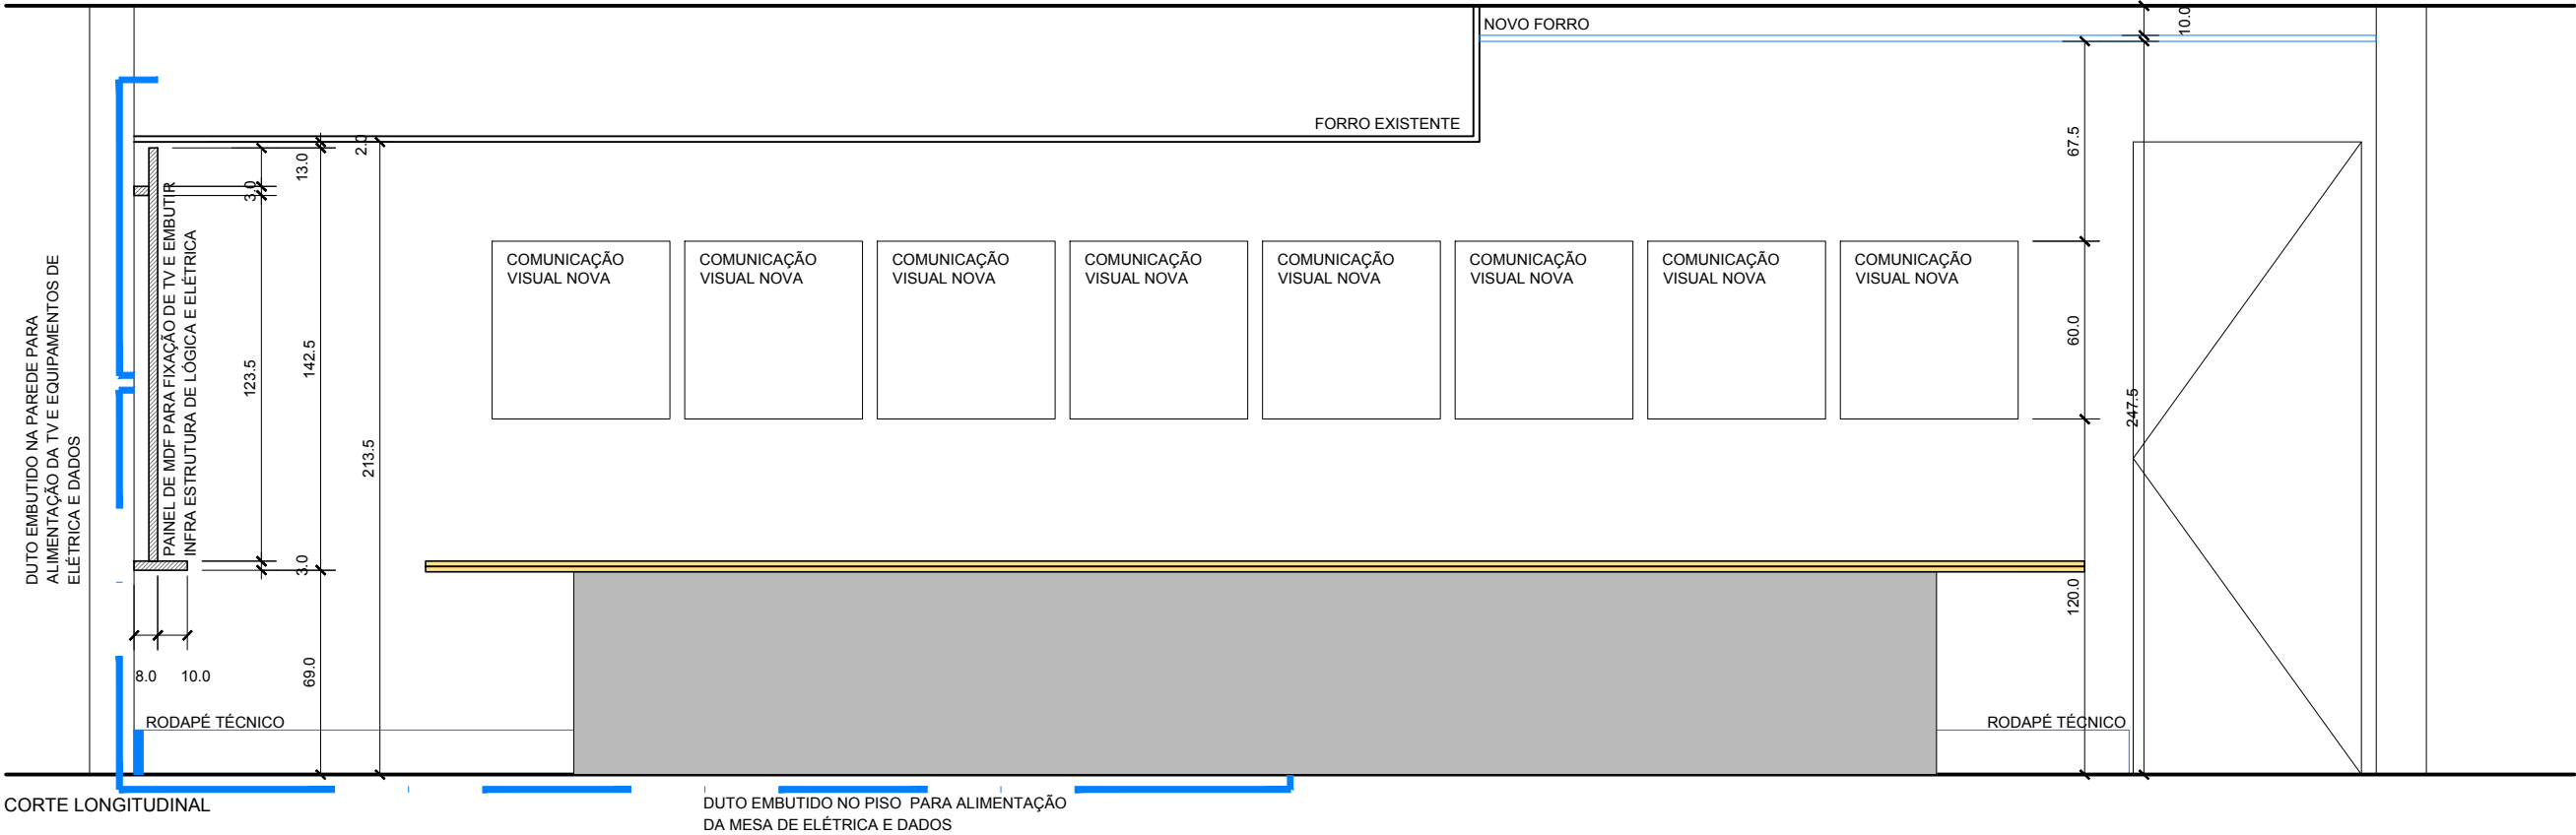 NOVO FORRO
10.0
FORRO EXISTENTE
2.0
13.0
3.0
67.5
DUTO EMBUTIDO NA PAREDE PARA
ALIMENTAÇÃO DA TV E EQUIPAMENTOS DE
ELÉTRICA E DADOS
PAINEL DE MDF PARA FIXAÇÃO DE TV E EMBUTIR
INFRA ESTRUTURA DE LÓGICA E ELÉTRICA
COMUNICAÇÃO
VISUAL NOVA
COMUNICAÇÃO
VISUAL NOVA
COMUNICAÇÃO
VISUAL NOVA
COMUNICAÇÃO
VISUAL NOVA
COMUNICAÇÃO
VISUAL NOVA
COMUNICAÇÃO
VISUAL NOVA
COMUNICAÇÃO
VISUAL NOVA
COMUNICAÇÃO
VISUAL NOVA
123.5
142.5
213.5
60.0
247.5
3.0
120.0
8.0
10.0
69.0
RODAPÉ TÉCNICO
RODAPÉ TÉCNICO
CORTE LONGITUDINAL
DUTO EMBUTIDO NO PISO PARA ALIMENTAÇÃO
DA MESA DE ELÉTRICA E DADOS